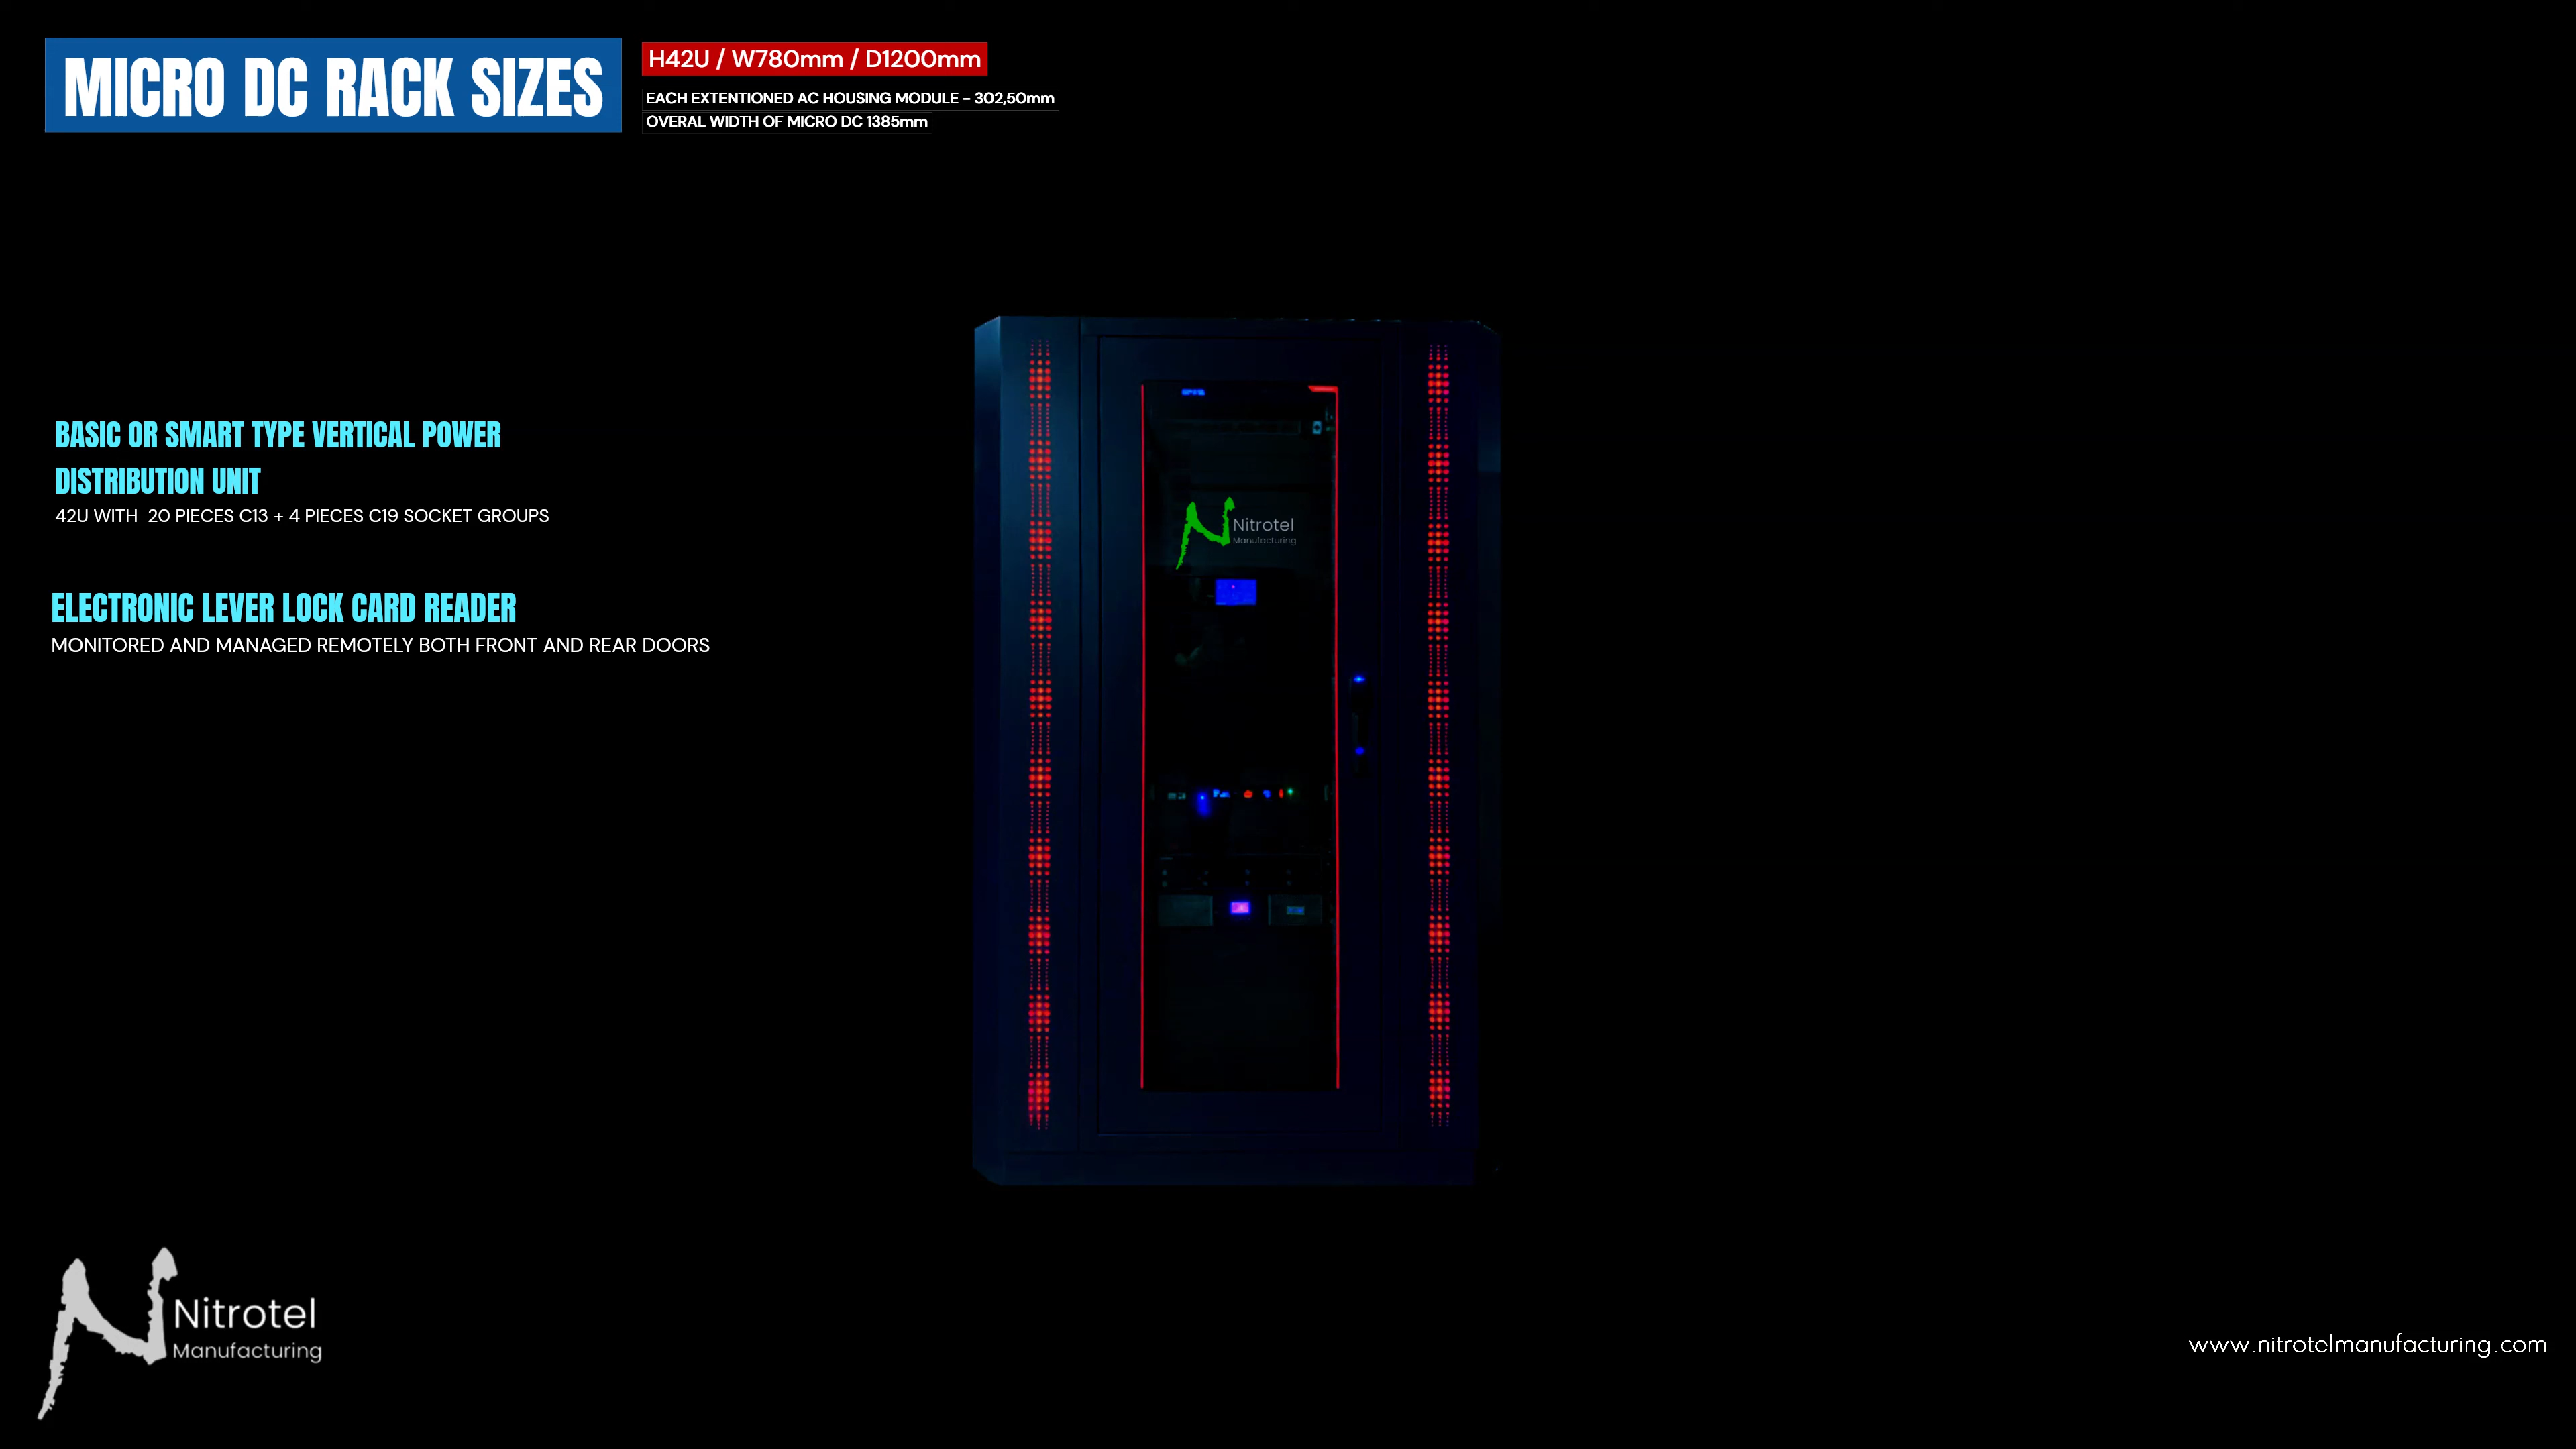 MICRO DC RACK SIZES
H42U / W780mm / D1200mm
EACH EXTENTIONED AC HOUSING MODULE - 302,50mm
OVERAL WIDTH OF MICRO DC 1385mm
BASIC OR SMART TYPE VERTICAL POWER
DISTRIBUTION UNIT
42U WITH 20 PIECES C13 + 4 PIECES C19 SOCKET GROUPS
ELECTRONIC LEVER LOCK CARD READER
MONITORED AND MANAGED REMOTELY BOTH FRONT AND REAR DOORS
Nitrotel
Manufacturing
Nitrotel
Manufacturing
www.nitrotelmanufacturing.com